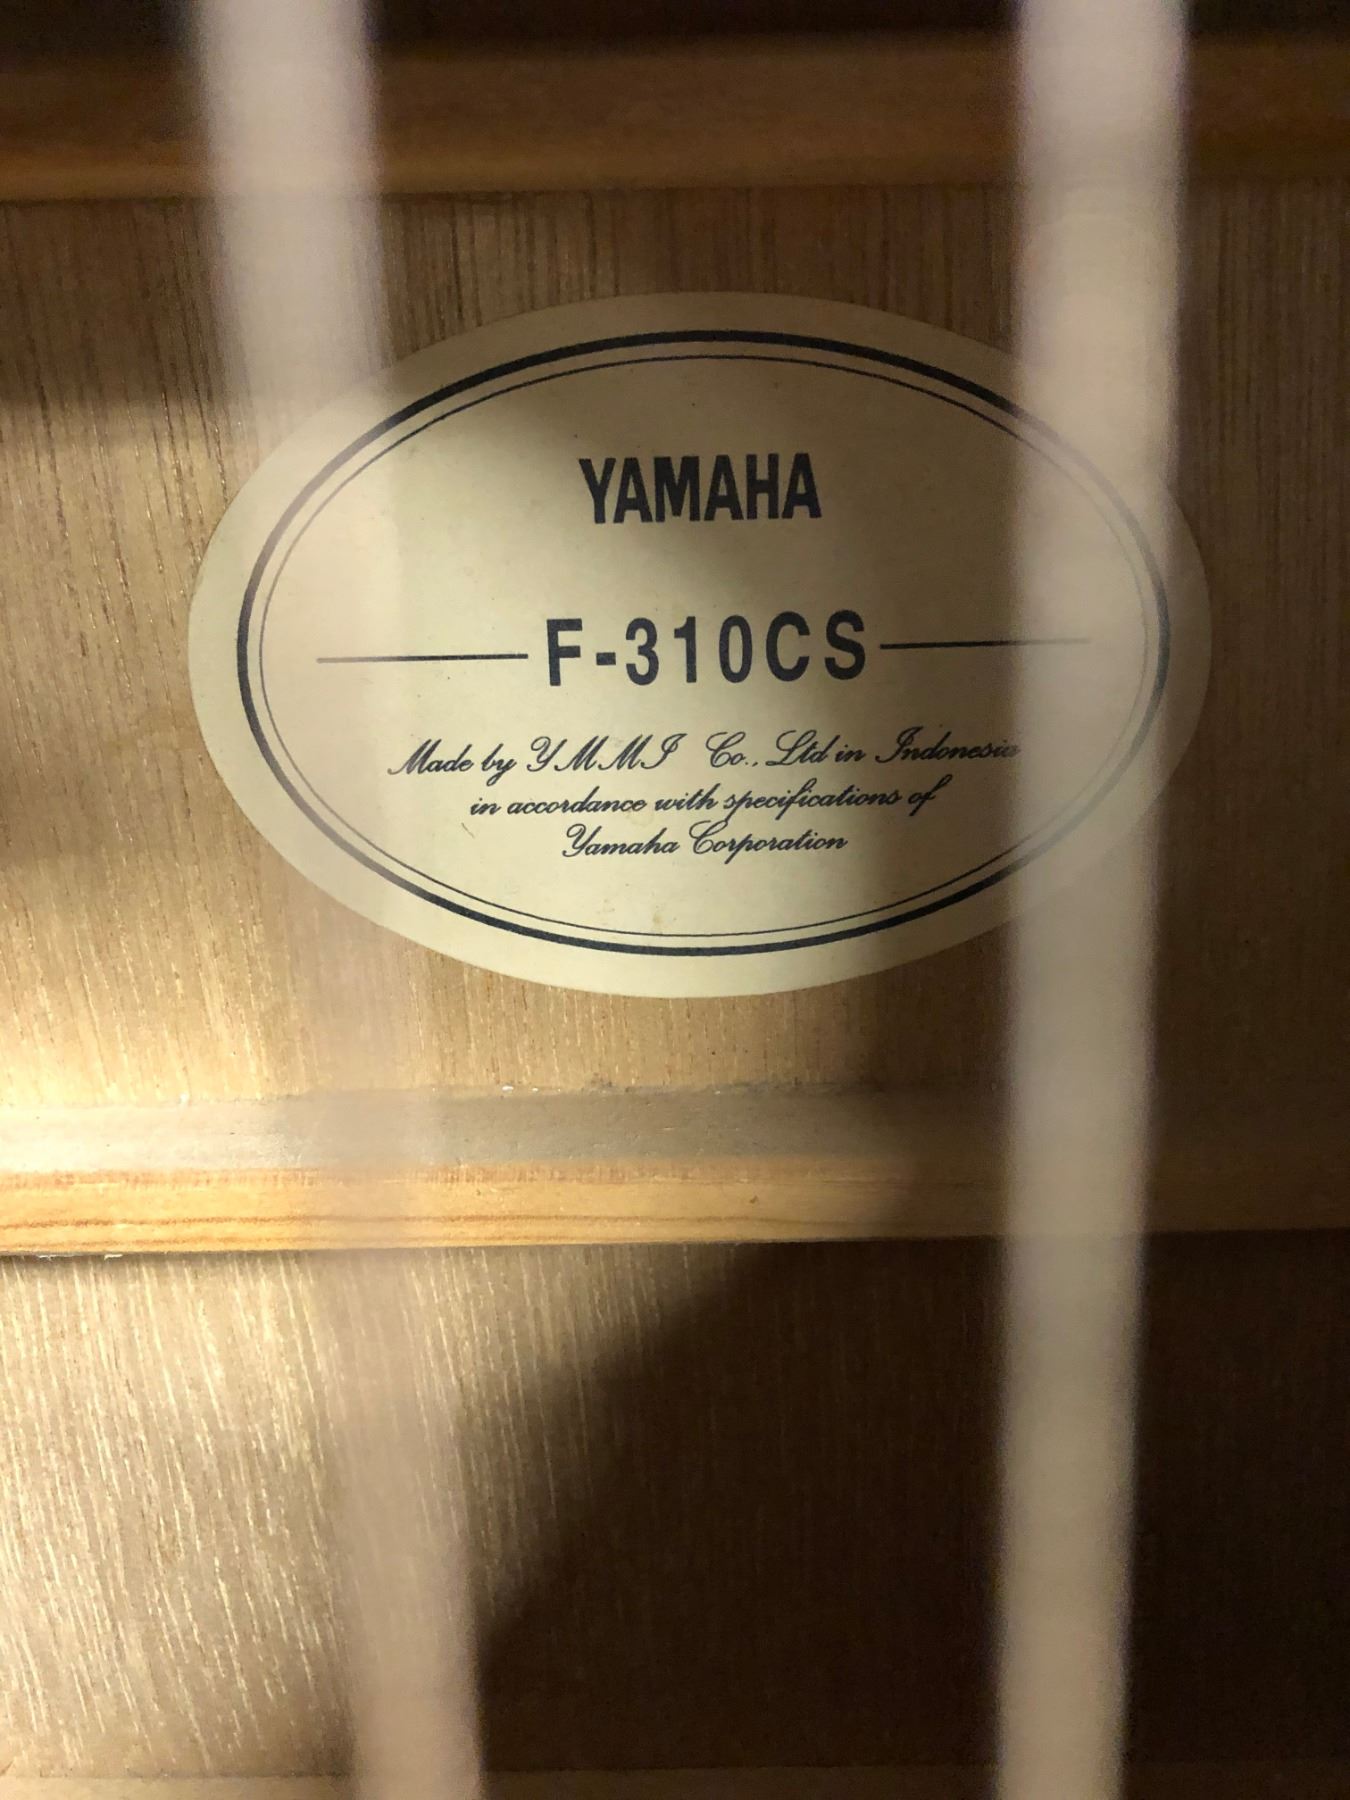 YAMAHA
F-310CS
Made by YMMI Co., Ltd in Indonesia
in accordance with specifications of
Yamaha Corporation